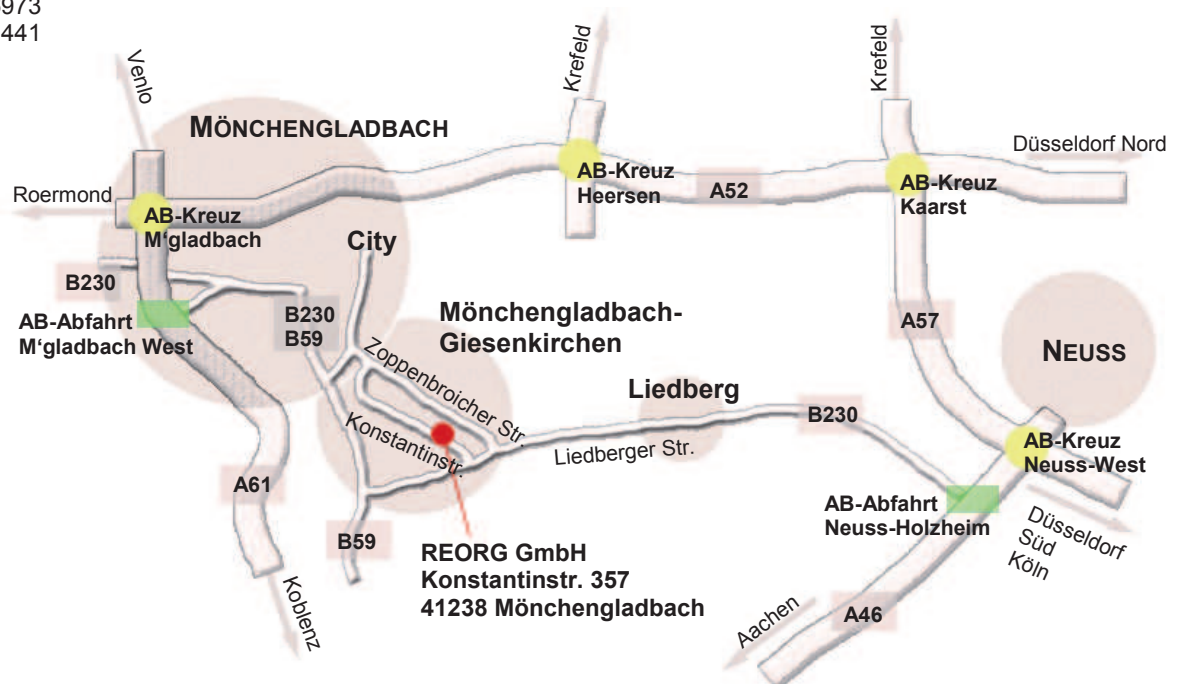 973
441
Venlo
Krefeld
Krefeld
MÖNCHENGLADBACH
Düsseldorf Nord
Roermond
AB-Kreuz
M‘gladbach
AB-Kreuz
Heersen
A52
AB-Kreuz
Kaarst
City
B230
B230
B59
AB-Abfahrt
M‘gladbach West
Mönchengladbach-
Giesenkirchen
A57
NEUSS
Zoppenbroicher Str.
Liedberg
Konstantinstr.
B230
Liedberger Str.
AB-Kreuz
Neuss-West
A61
AB-Abfahrt
Neuss-Holzheim
B59
Düsseldorf
Süd
Köln
REORG GmbH
Konstantinstr. 357
41238 Mönchengladbach
Koblenz
Aachen
A46